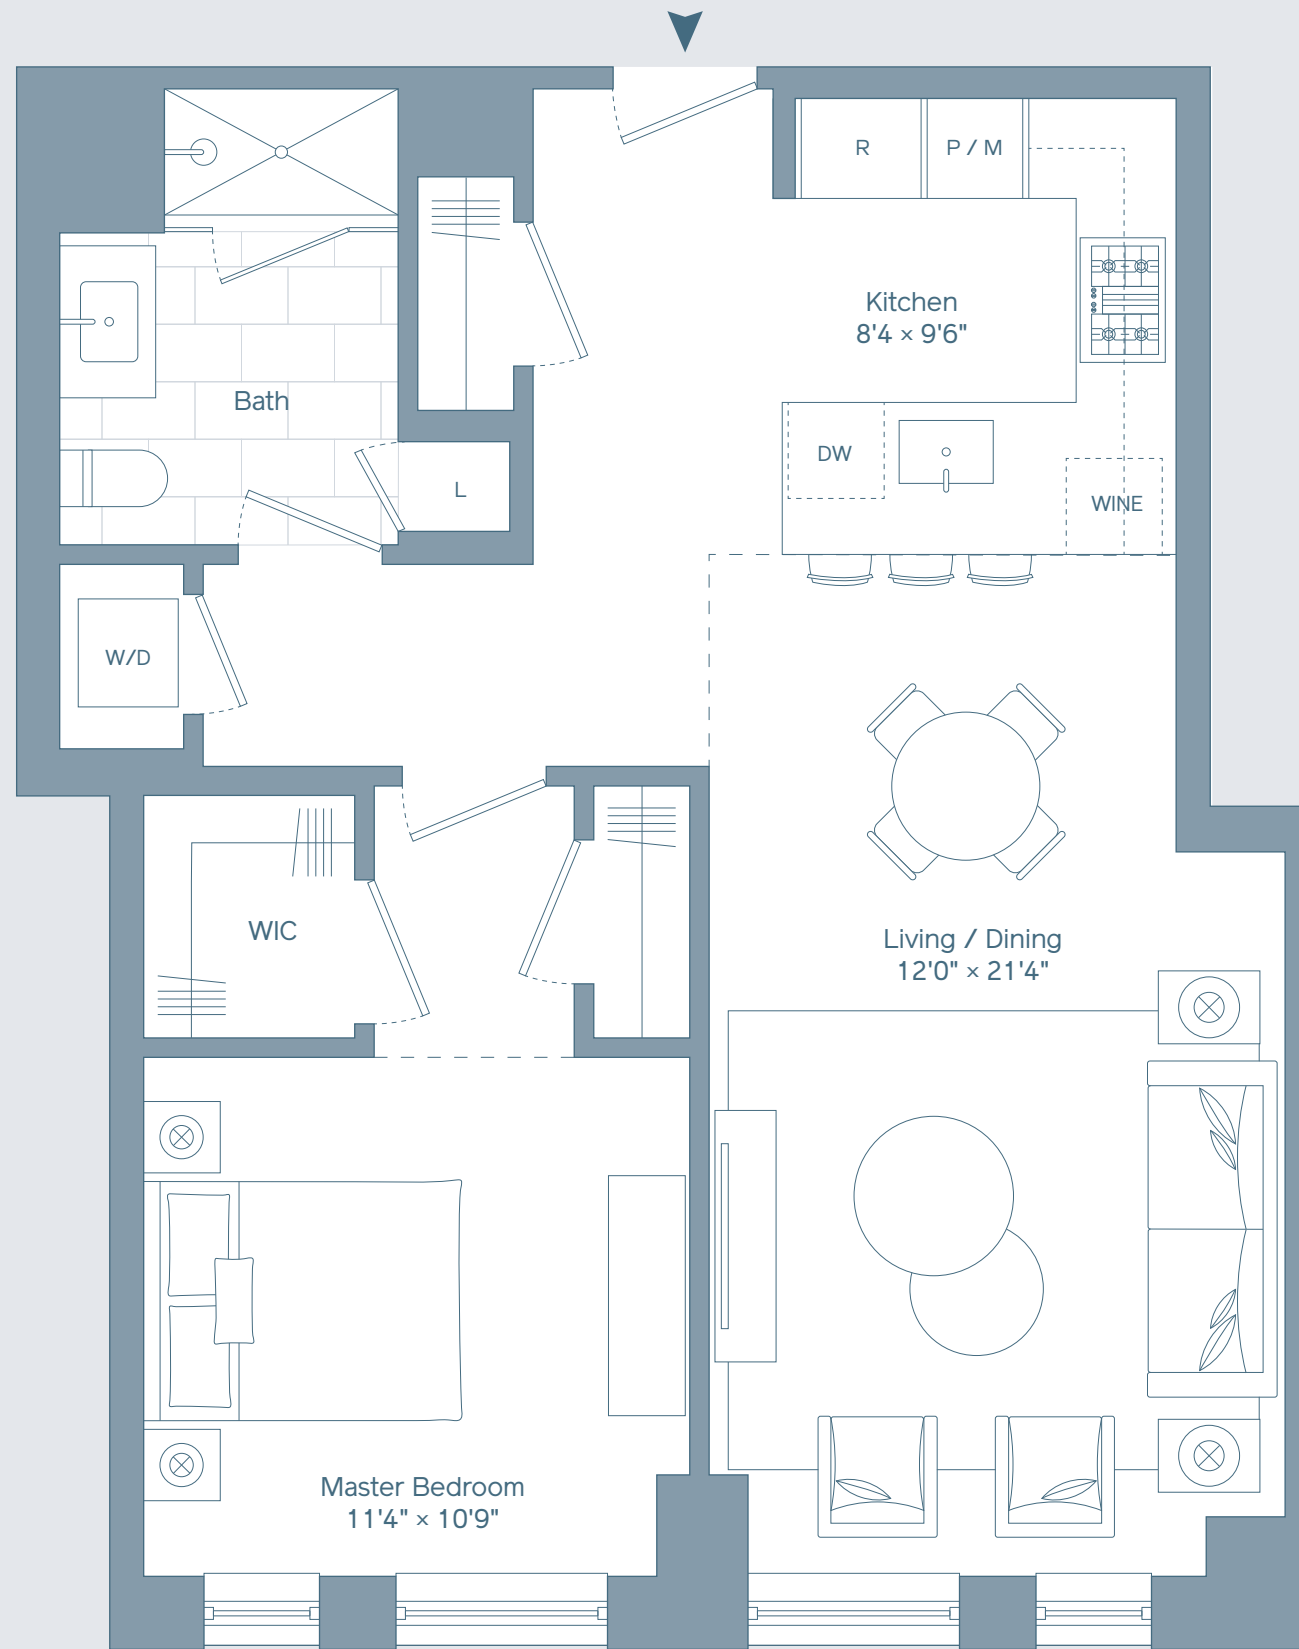 R
P / M
Kitchen
8'4 × 9'6"
Bath
DW
L
WINE
W/D
WIC
Living / Dining
12'0" × 21'4"
Master Bedroom
11'4" × 10'9"